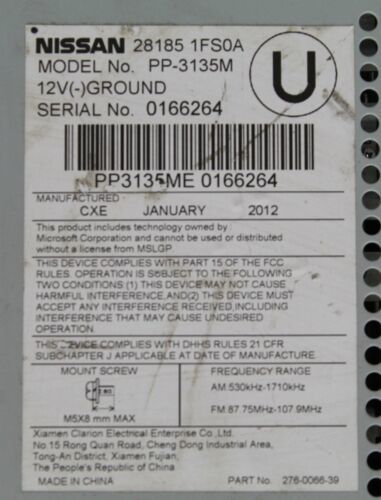 NISSAN 28185 1FS0A
MODEL No. PP-3135M
U
12V(-)GROUND
SERIAL No. 0166264
PP3135ME 0166264
MANUFACTURED
CXE JANUARY 2012
This product includes technology owned by
Microsoft Corporation and cannot be used or distributed
without a license from MSLGP.
THIS DEVICE COMPLIES WITH PART 15 OF THE FCC
RULES. OPERATION IS SUBJECT TO THE FOLLOWING
TWO CONDITIONS:(1) THIS DEVICE MAY NOT CAUSE
HARMFUL INTERFERENCE,AND(2) THIS DEVICE MUST
ACCEPT ANY INTERFERENCE RECEIVED,INCLUDING
INTERFERENCE THAT MAY CAUSE UNDESIRED
OPERATION.
THIS DEVICE COMPLIES WITH DHHS RULES 21 CFR
SUBCHAPTER J APPLICABLE AT DATE OF MANUFACTURE.
MOUNT SCREW
M5X8 mm MAX
FREQUENCY RANGE
AM 530kHz-1710kHz
FM 87.75MHz-107.9MHz
Xiamen Clarion Electrical Enterprise Co., Ltd.
No.15 Rong Quan Road, Cheng Dong Industrial Area,
Tong-An District, Xiamen Fujian,
The People's Republic of China
MADE IN CHINA PART No. 276-0066-39